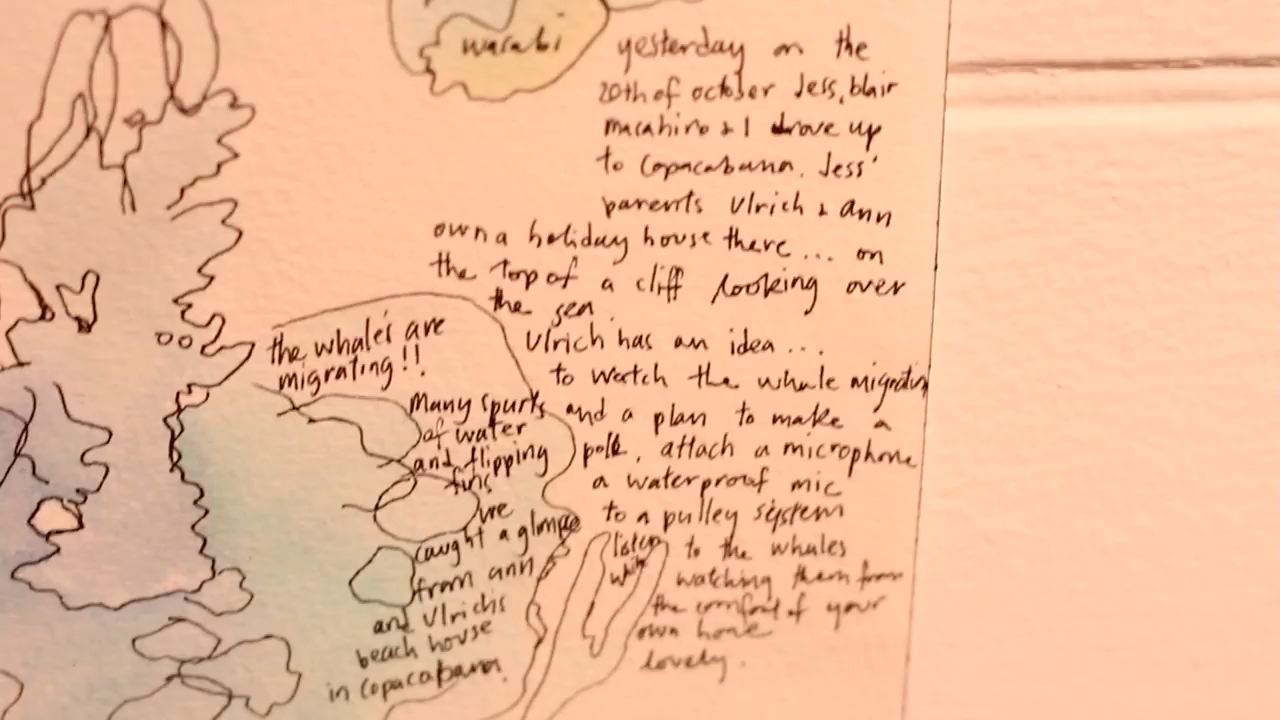 wasabi
yesterday on the
20th of october Jess, blair
macahiro & I drove up
to Copacabana. Jess'
parents Ulrich & ann
own a holiday house there... on
the top of a cliff looking over
the sea.
Ulrich has an idea...
to watch the whale migration
and a plan to make a
pole, attach a microphone
a waterproof mic
to a pulley system
listen to the whales
while watching them from
the comfort of your
own home
lovely.
the whales are
migrating!!
Many spurts
of water
and flipping
fins
we
caught a glimpse
from ann
and Ulrichs
beach house
in Copacabana.